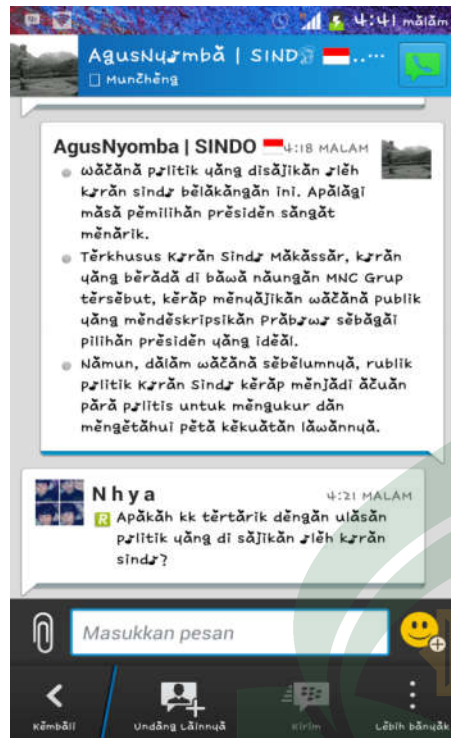 4:41 malam
AgusNyomba | SINDO ..…
Muncheng
AgusNyomba | SINDO 4:18 MALAM
wacana politik yang disajikan oleh
koran sindo belakangan ini. Apalagi
masa pemilihan presiden sangat
menarik.
Terkhusus Koran Sindo Makassar, koran
yang berada di bawa naungan MNC Grup
tersebut, kerap menyajikan wacana publik
yang mendeskripsikan Prabowo sebagai
pilihan presiden yang ideal.
Namun, dalam wacana sebelumnya, rublik
politik Koran Sindo kerap menjadi acuan
para politis untuk mengukur dan
mengetahui peta kekuatan lawannya.
Nhya 4:21 MALAM
R Apakah kk tertarik dengan ulasan
politik yang di sajikan oleh koran
sindo?
Masukkan pesan
Kembali Undang Lainnya Kirim Lebih banyak